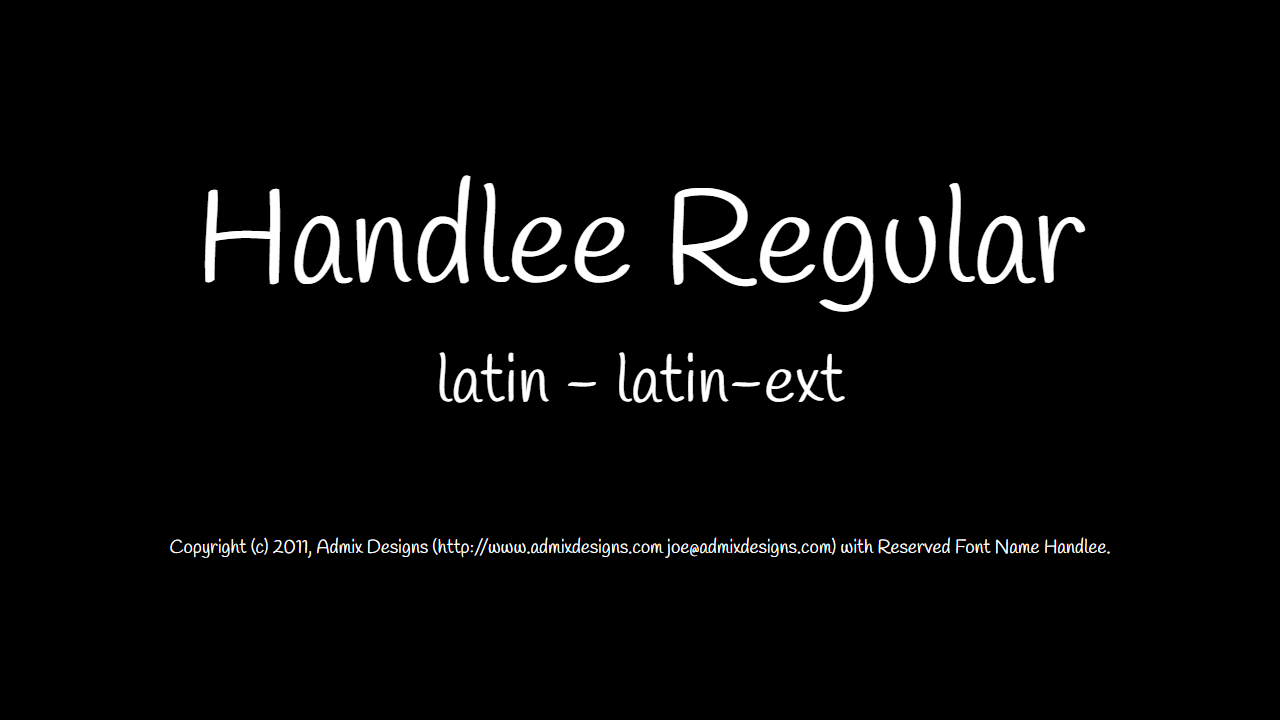 Handlee Regular
latin - latin-ext
Copyright (c) 2011, Admix Designs (http://www.admixdesigns.com joe@admixdesigns.com) with Reserved Font Name Handlee.